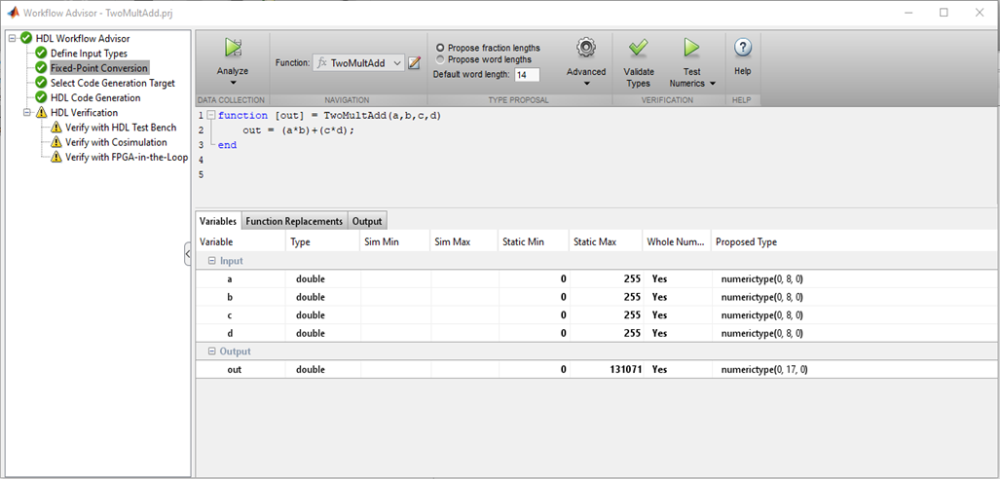 Workflow Advisor - TwoMultAdd.prj
HDL Workflow Advisor
Define Input Types
Fixed-Point Conversion
Select Code Generation Target
HDL Code Generation
HDL Verification
Verify with HDL Test Bench
Verify with Cosimulation
Verify with FPGA-in-the-Loop
Analyze
DATA COLLECTION
Function: fx TwoMultAdd
NAVIGATION
Propose fraction lengths
Propose word lengths
Default word length: 14
Advanced
TYPE PROPOSAL
Validate Types
Test Numerics
VERIFICATION
Help
HELP
1 function [out] = TwoMultAdd(a,b,c,d)
2 out = (a*b)+(c*d);
3 end
4
5
Variables Function Replacements Output
Variable Type Sim Min Sim Max Static Min Static Max Whole Num... Proposed Type
Input
a double 0 255 Yes numerictype(0, 8, 0)
b double 0 255 Yes numerictype(0, 8, 0)
c double 0 255 Yes numerictype(0, 8, 0)
d double 0 255 Yes numerictype(0, 8, 0)
Output
out double 0 131071 Yes numerictype(0, 17, 0)